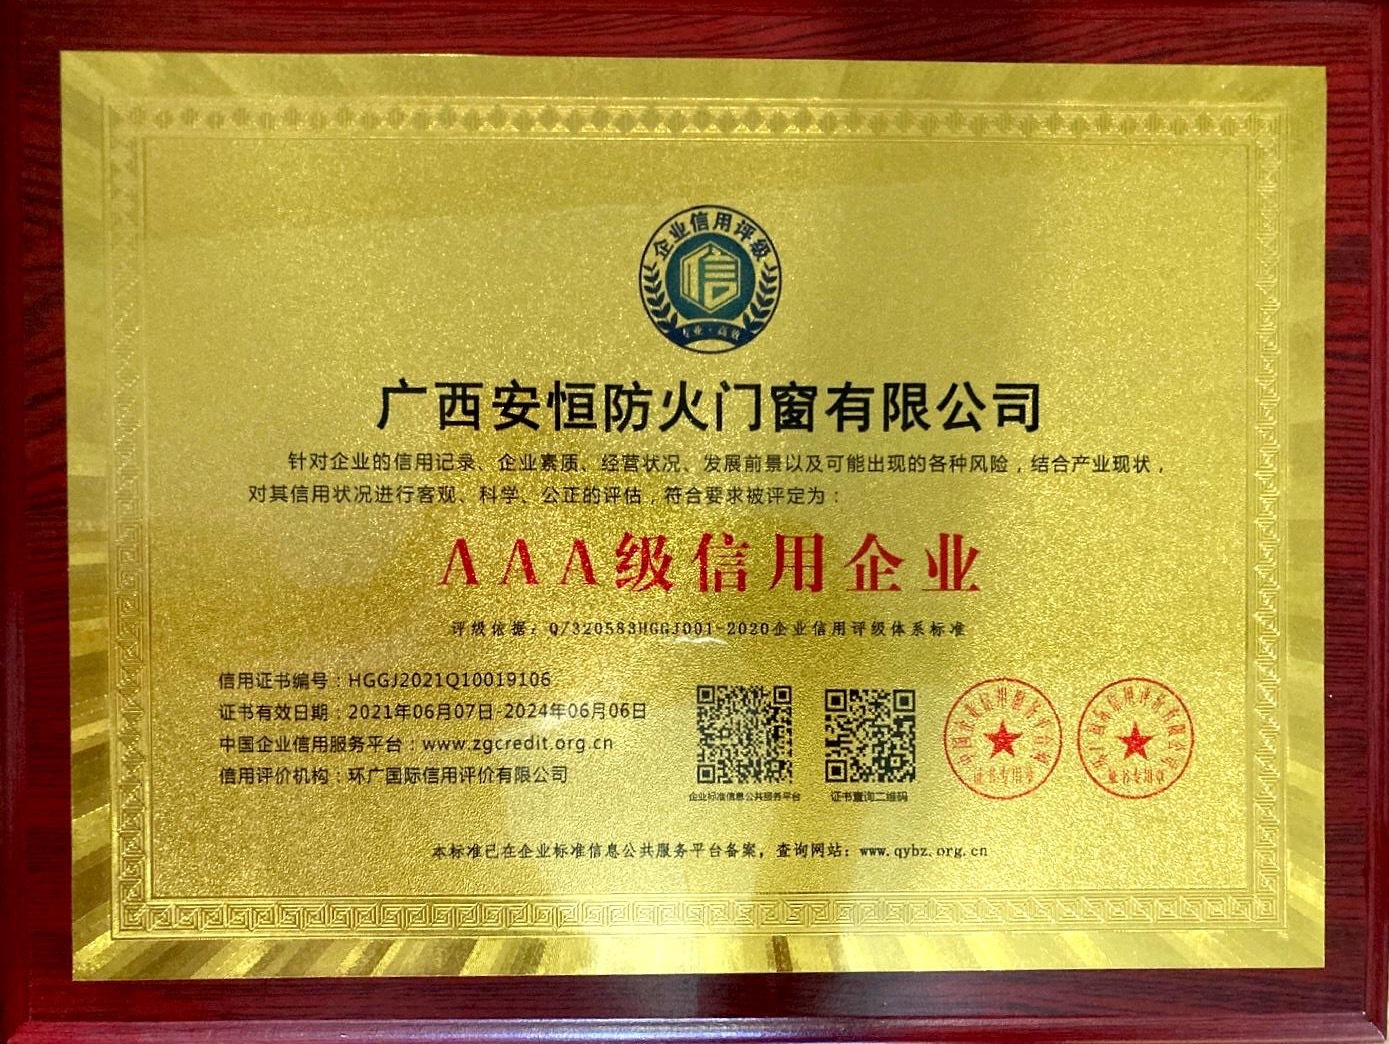 企业信用评级
信
专业·高效
广西安恒防火门窗有限公司
针对企业的信用记录、企业素质、经营状况、发展前景以及可能出现的各种风险，结合产业现状，
对其信用状况进行客观、科学、公正的评估，符合要求被评定为：
AAA级信用企业
评级依据：Q/320583HGGJ001-2020企业信用评级体系标准
信用证书编号：HGGJ2021Q10019106
证书有效日期：2021年06月07日-2024年06月06日
中国企业信用服务平台：www.zgcredit.org.cn
信用评价机构：环广国际信用评价有限公司
企业标准信息公共服务平台
证书查询二维码
证书专用章
证书专用章
本标准已在企业标准信息公共服务平台备案，查询网站：www.qybz.org.cn